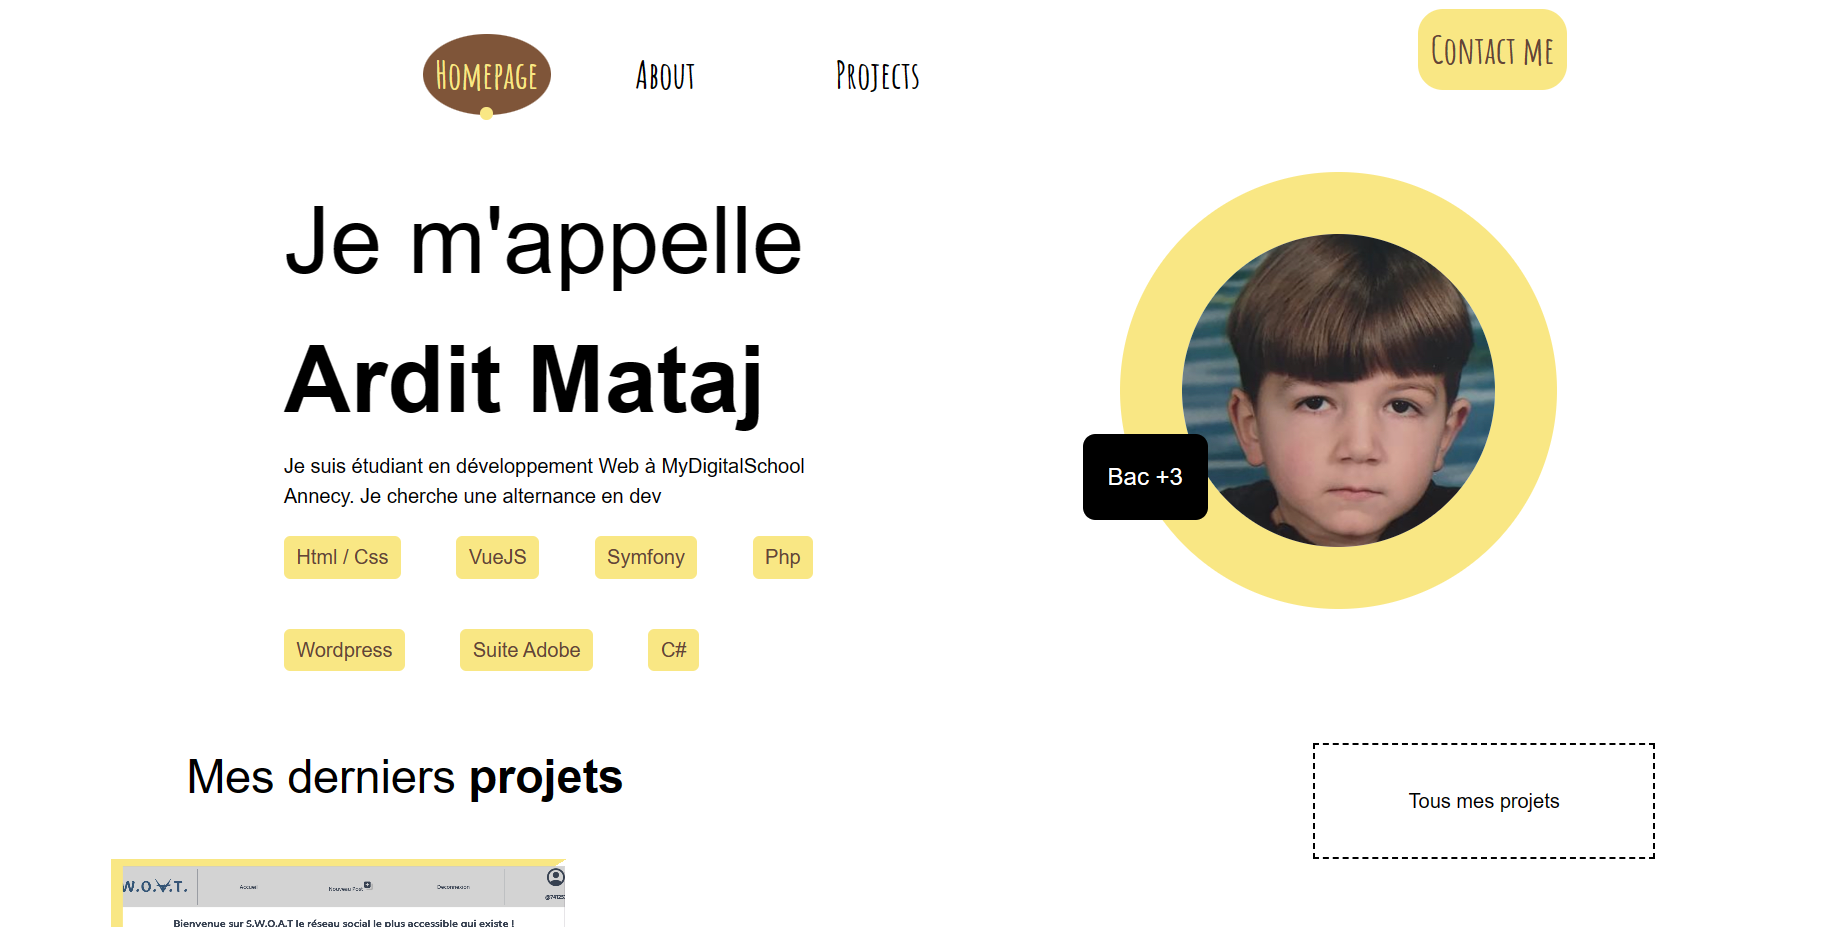 Homepage
About
Projects
Contact me
Je m'appelle
Ardit Mataj
Je suis étudiant en développement Web à MyDigitalSchool
Annecy. Je cherche une alternance en dev
Bac +3
Html / Css
VueJS
Symfony
Php
Wordpress
Suite Adobe
C#
Mes derniers projets
Tous mes projets
W.O.A.T.
Accueil
Nouveau Post
Deconnexion
Bienvenue sur S.W.O.A.T le réseau social le plus accessible qui existe !